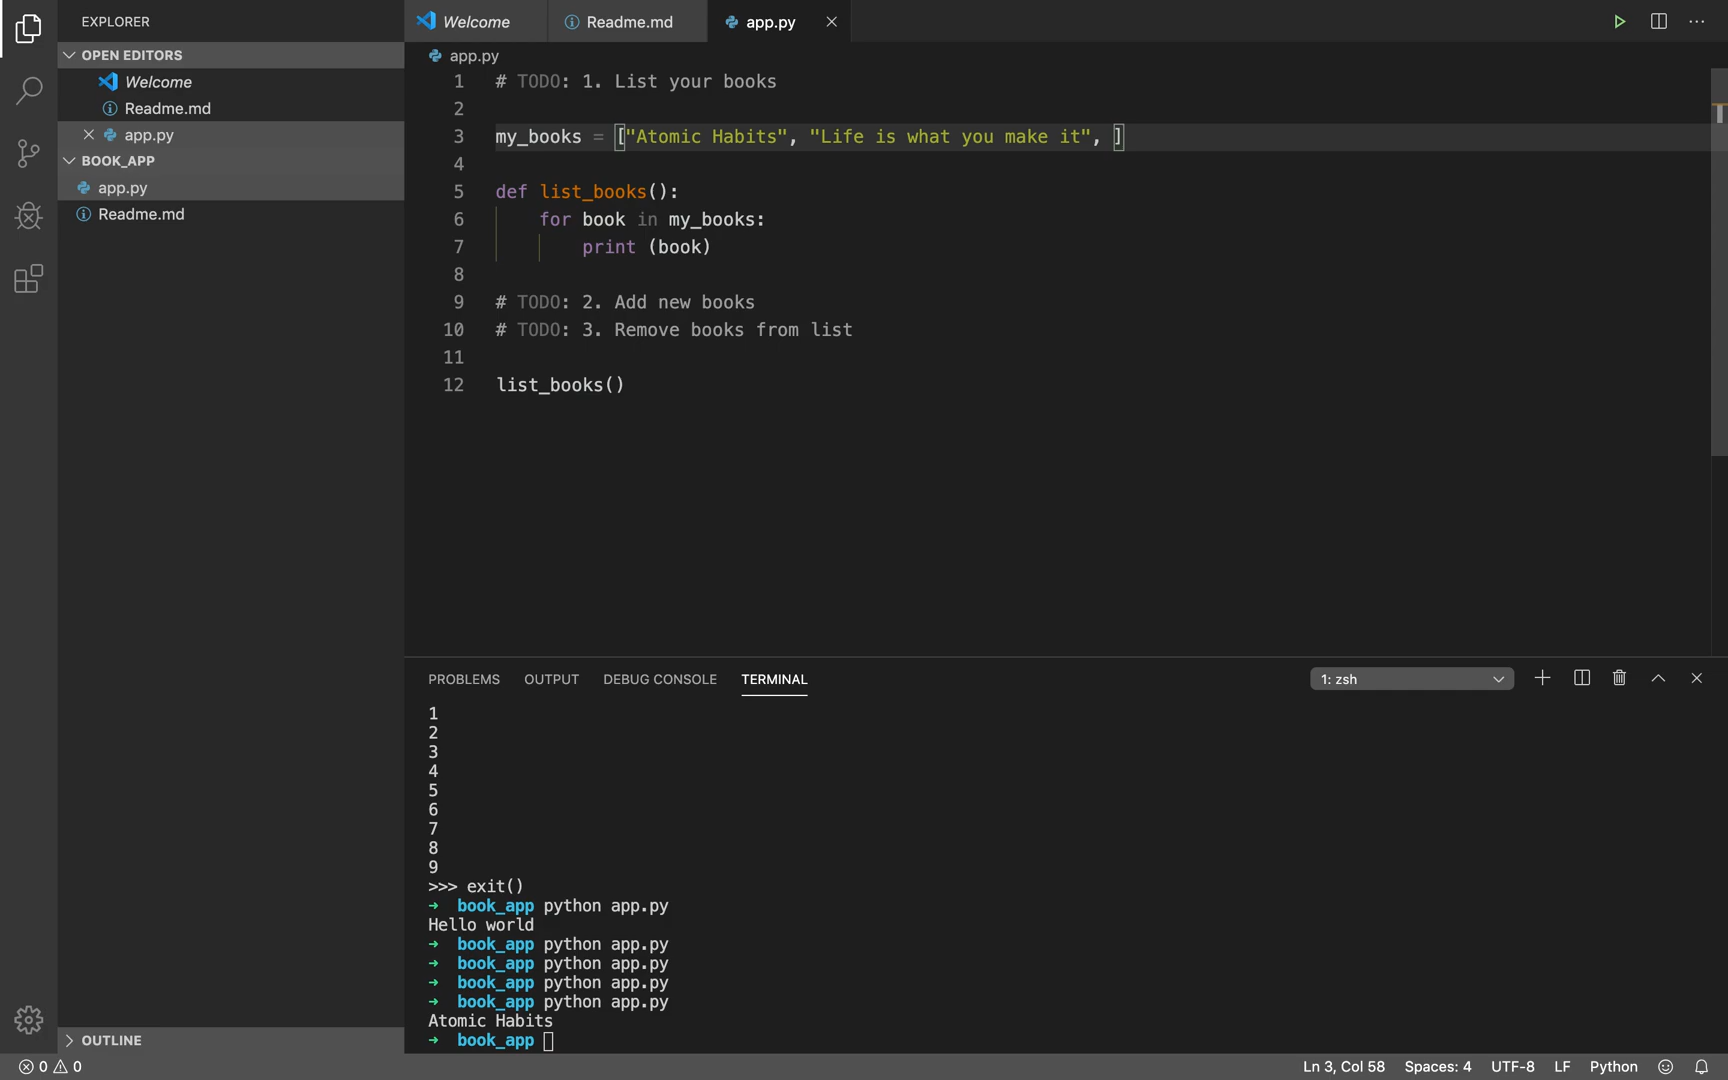 EXPLORER
OPEN EDITORS
Welcome
Readme.md
app.py
BOOK_APP
app.py
Readme.md
OUTLINE
Welcome
Readme.md
app.py
app.py
1 # TODO: 1. List your books
2
3 my_books = ["Atomic Habits", "Life is what you make it", ]
4
5 def list_books():
6 for book in my_books:
7 print (book)
8
9 # TODO: 2. Add new books
10 # TODO: 3. Remove books from list
11
12 list_books()
PROBLEMS OUTPUT DEBUG CONSOLE TERMINAL
1: zsh
1
2
3
4
5
6
7
8
9
>>> exit()
➜ book_app python app.py
Hello world
➜ book_app python app.py
➜ book_app python app.py
➜ book_app python app.py
➜ book_app python app.py
Atomic Habits
➜ book_app
0 0
Ln 3, Col 58 Spaces: 4 UTF-8 LF Python